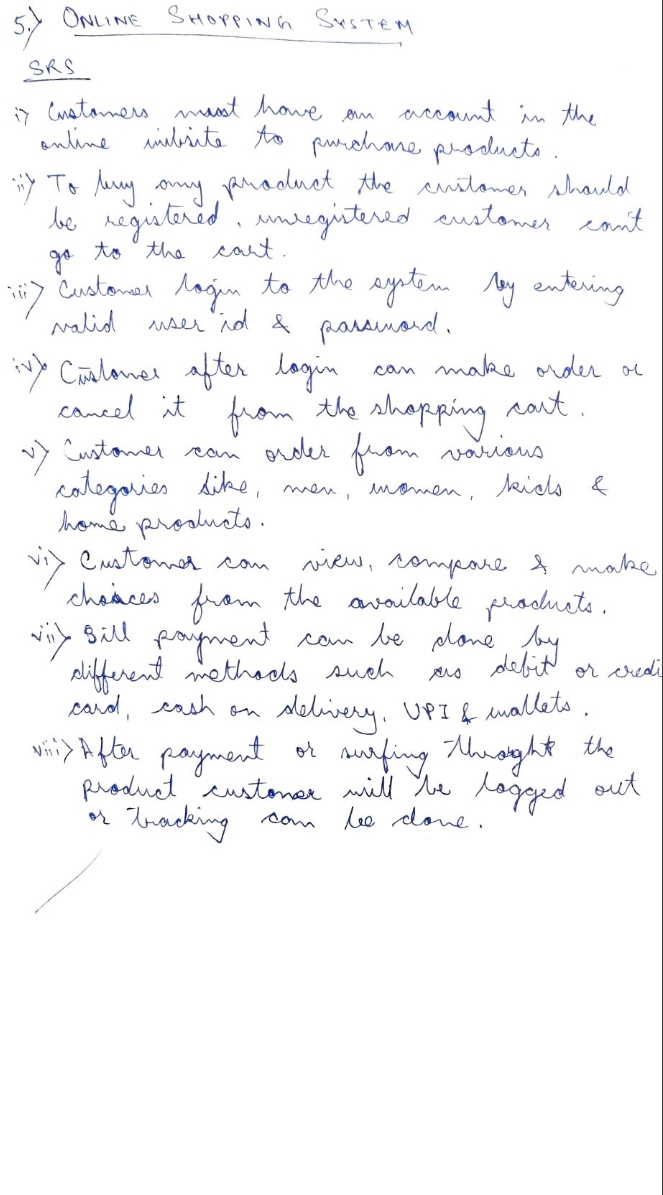 5.> ONLINE SHOPPING SYSTEM
SRS
i> Customers must have an account in the
online website to purchase products.
ii> To buy any product the customer should
be registered, unregistered customer can't
go to the cart.
iii> Customer login to the system by entering
valid user id & password.
iv> Customer after login can make order or
cancel it from the shopping cart.
v> Customer can order from various
categories like, men, women, kids &
home products.
vi> Customer can view, compare & make
choices from the available products.
vii> Bill payment can be done by
different methods such as debit or credi
card, cash on delivery, UPI & wallets.
viii> After payment or surfing throught the
product customer will be logged out
or tracking can be done.